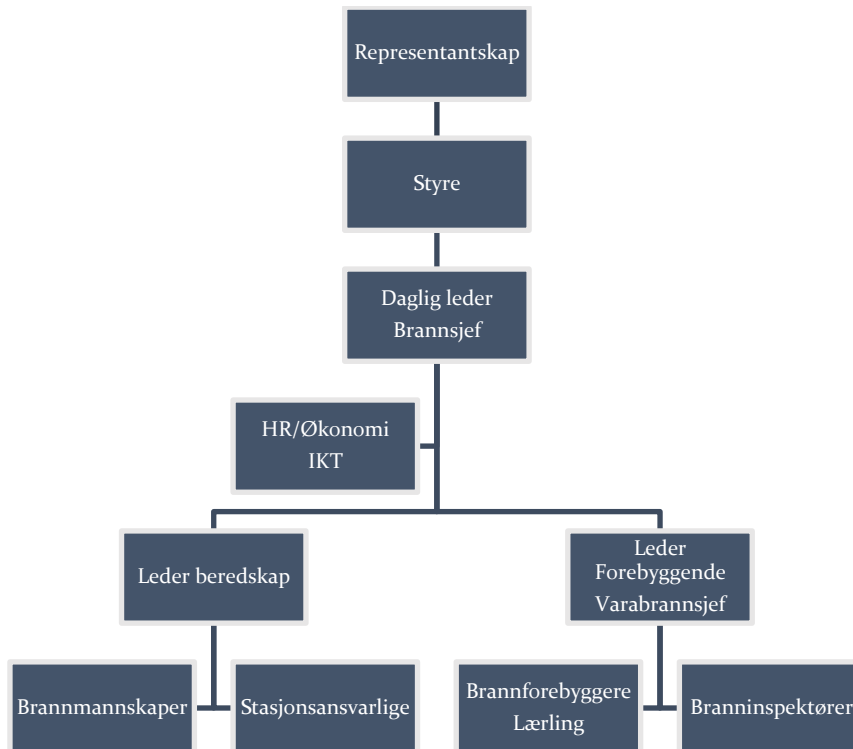 Representantskap
Styre
Daglig leder
Brannsjef
HR/Økonomi
IKT
Leder beredskap
Leder
Forebyggende
Varabrannsjef
Brannmannskaper
Stasjonsansvarlige
Brannforebyggere
Lærling
Branninspektører